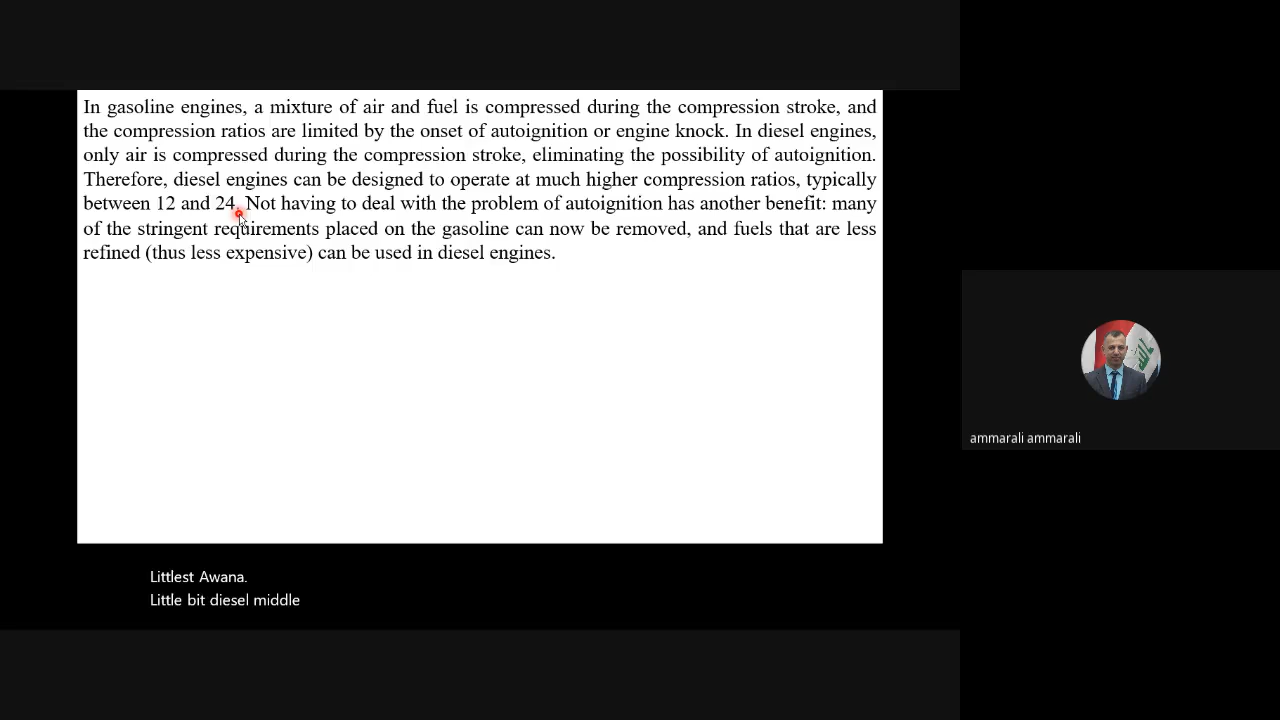 In gasoline engines, a mixture of air and fuel is compressed during the compression stroke, and
the compression ratios are limited by the onset of autoignition or engine knock. In diesel engines,
only air is compressed during the compression stroke, eliminating the possibility of autoignition.
Therefore, diesel engines can be designed to operate at much higher compression ratios, typically
between 12 and 24. Not having to deal with the problem of autoignition has another benefit: many
of the stringent requirements placed on the gasoline can now be removed, and fuels that are less
refined (thus less expensive) can be used in diesel engines.
ammarali ammarali
Littlest Awana.
Little bit diesel middle